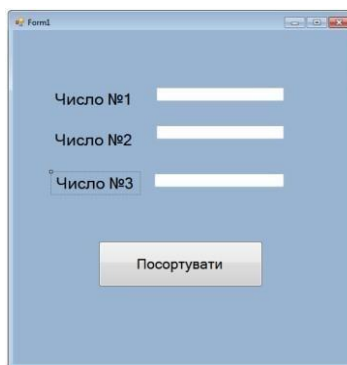 Form1
Число №1
Число №2
Число №3
Посортувати